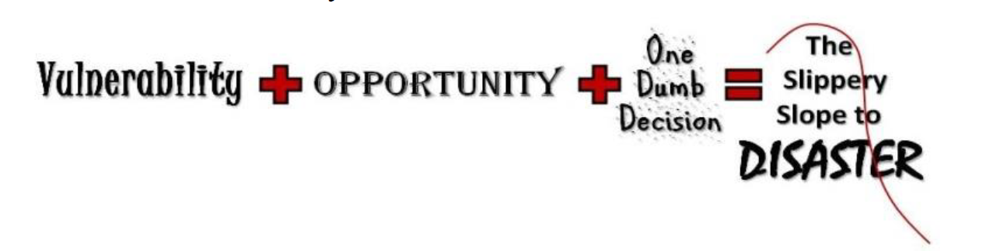 Vulnerability + OPPORTUNITY + One Dumb Decision = The Slippery Slope to DISASTER